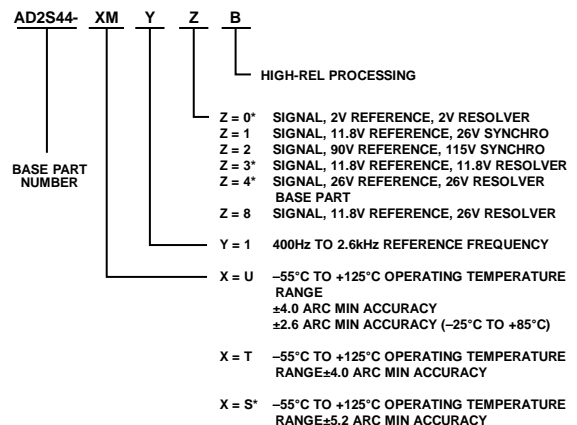 AD2S44- XM Y Z B
HIGH-REL PROCESSING
Z = 0* SIGNAL, 2V REFERENCE, 2V RESOLVER
Z = 1 SIGNAL, 11.8V REFERENCE, 26V SYNCHRO
Z = 2 SIGNAL, 90V REFERENCE, 115V SYNCHRO
Z = 3* SIGNAL, 11.8V REFERENCE, 11.8V RESOLVER
Z = 4* SIGNAL, 26V REFERENCE, 26V RESOLVER
BASE PART
Z = 8 SIGNAL, 11.8V REFERENCE, 26V RESOLVER
BASE PART
NUMBER
Y = 1 400Hz TO 2.6kHz REFERENCE FREQUENCY
X = U –55°C TO +125°C OPERATING TEMPERATURE
RANGE
±4.0 ARC MIN ACCURACY
±2.6 ARC MIN ACCURACY (–25°C TO +85°C)
X = T –55°C TO +125°C OPERATING TEMPERATURE
RANGE±4.0 ARC MIN ACCURACY
X = S* –55°C TO +125°C OPERATING TEMPERATURE
RANGE±5.2 ARC MIN ACCURACY